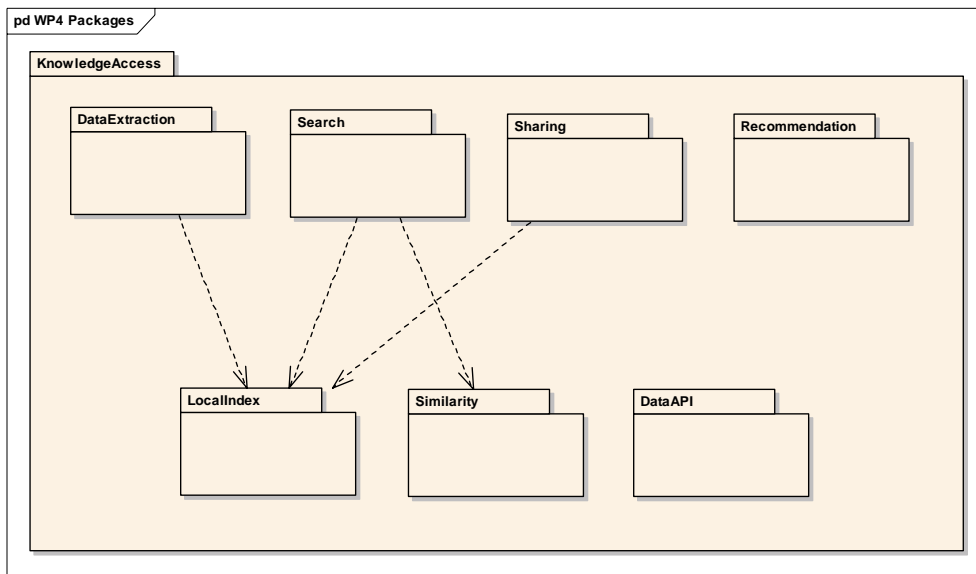 pd WP4 Packages
KnowledgeAccess
DataExtraction
Search
Sharing
Recommendation
LocalIndex
Similarity
DataAPI